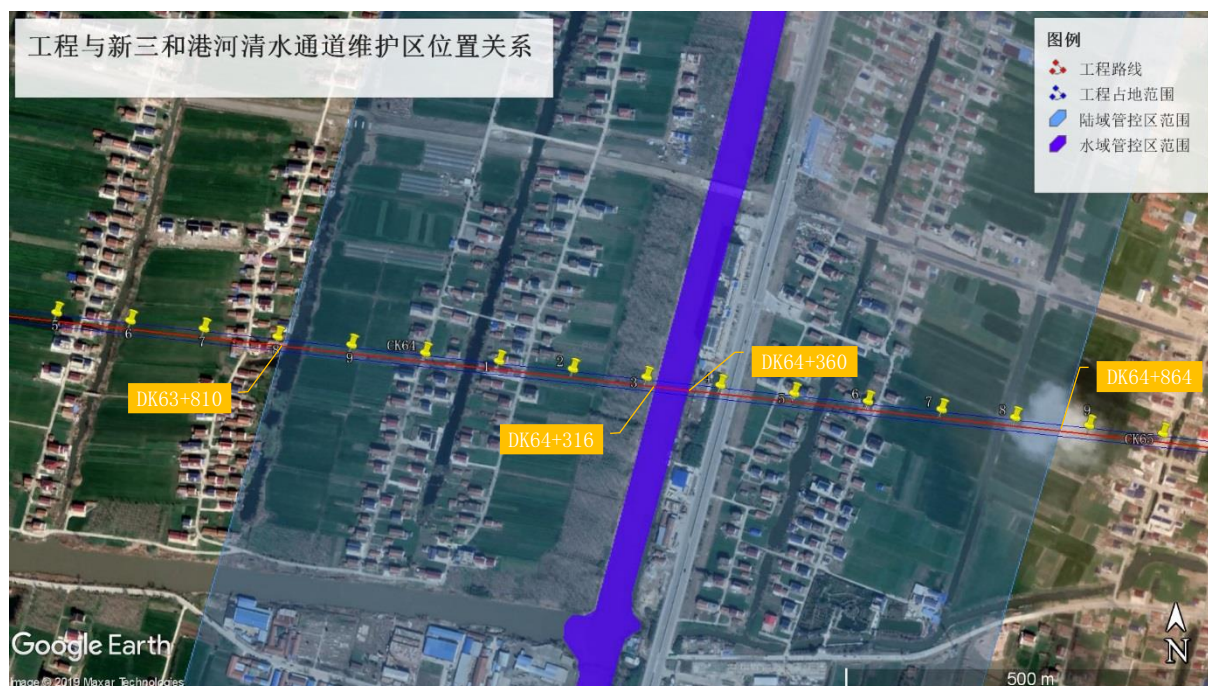 工程与新三和港河清水通道维护区位置关系
图例
工程路线
工程占地范围
陆域管控区范围
水域管控区范围
5
6
7
8
9
CK64
1
2
3
4
5
6
7
8
9
CK65
DK63+810
DK64+316
DK64+360
DK64+864
Google Earth
Image © 2019 Maxar Technologies
500 m
N